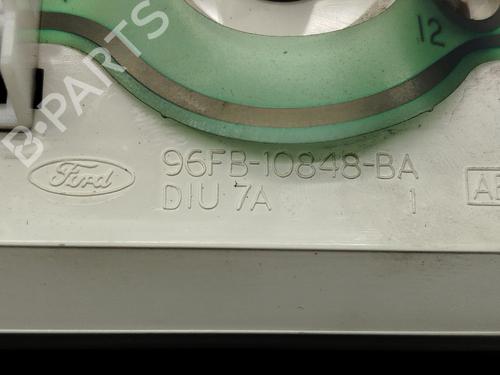 B-PARTS
12
Ford
96FB-10848-BA
DIU 7A 1